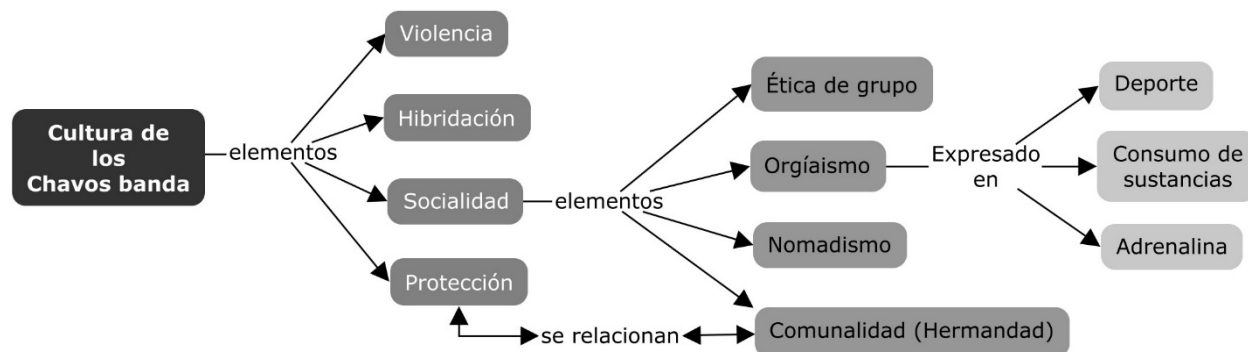 Cultura de
los
Chavos banda
elementos
Violencia
Hibridación
Socialidad
Protección
elementos
Ética de grupo
Orgíaismo
Nomadismo
Comunalidad (Hermandad)
se relacionan
Expresado
en
Deporte
Consumo de
sustancias
Adrenalina